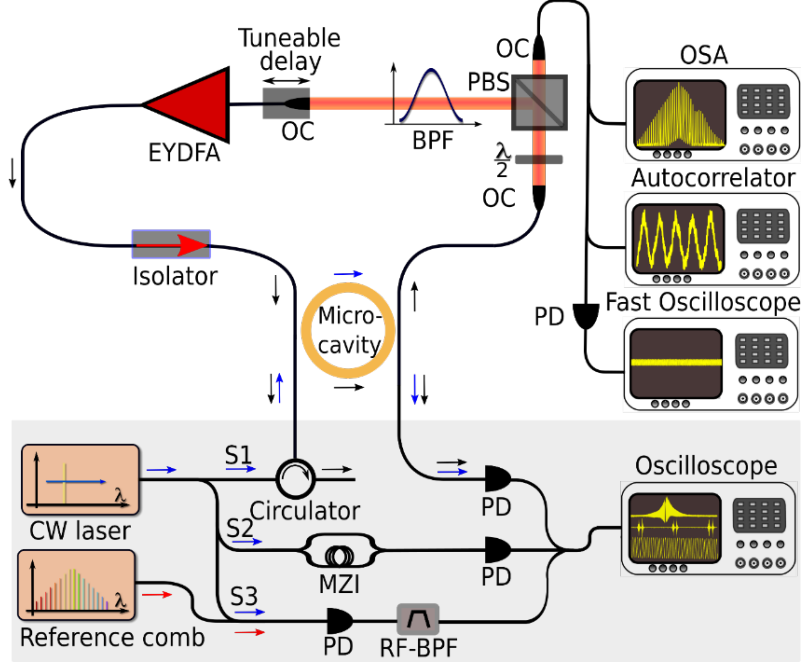 Tuneable
delay
OC
PBS
OC
BPF
OC
EYDFA
λ
2
OC
OSA
Autocorrelator
Isolator
Micro-
cavity
PD
Fast Oscilloscope
S1
λ
CW laser
Circulator
PD
Oscilloscope
S2
MZI
PD
λ
Reference comb
S3
PD
RF-BPF